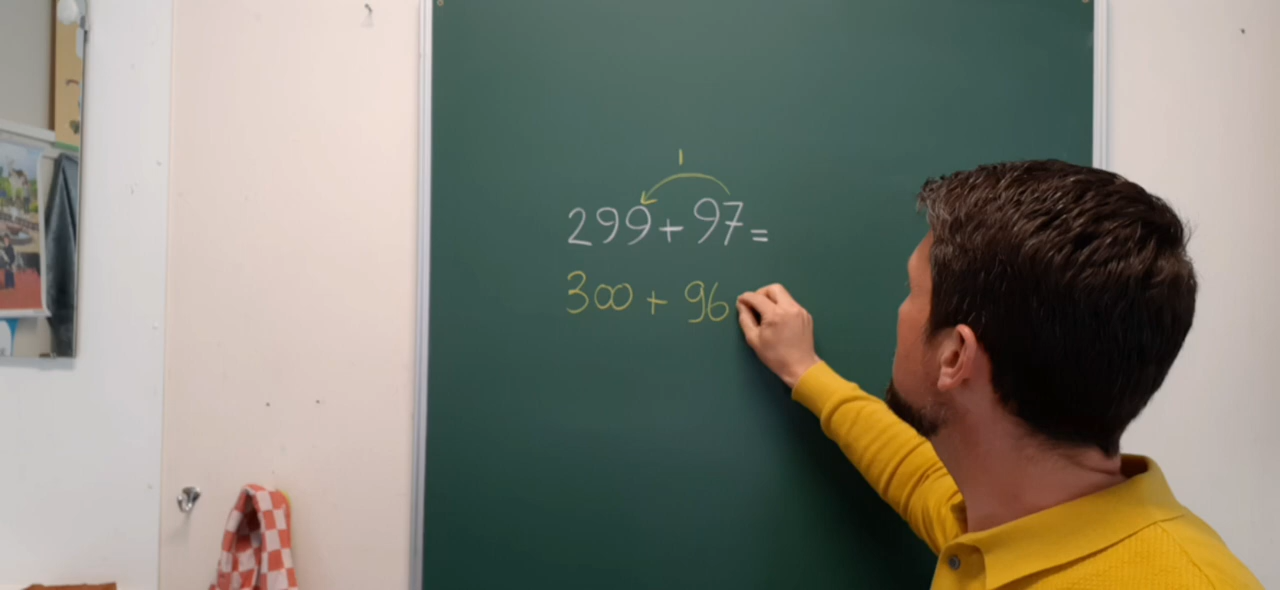 1
299 + 97 =
300 + 96